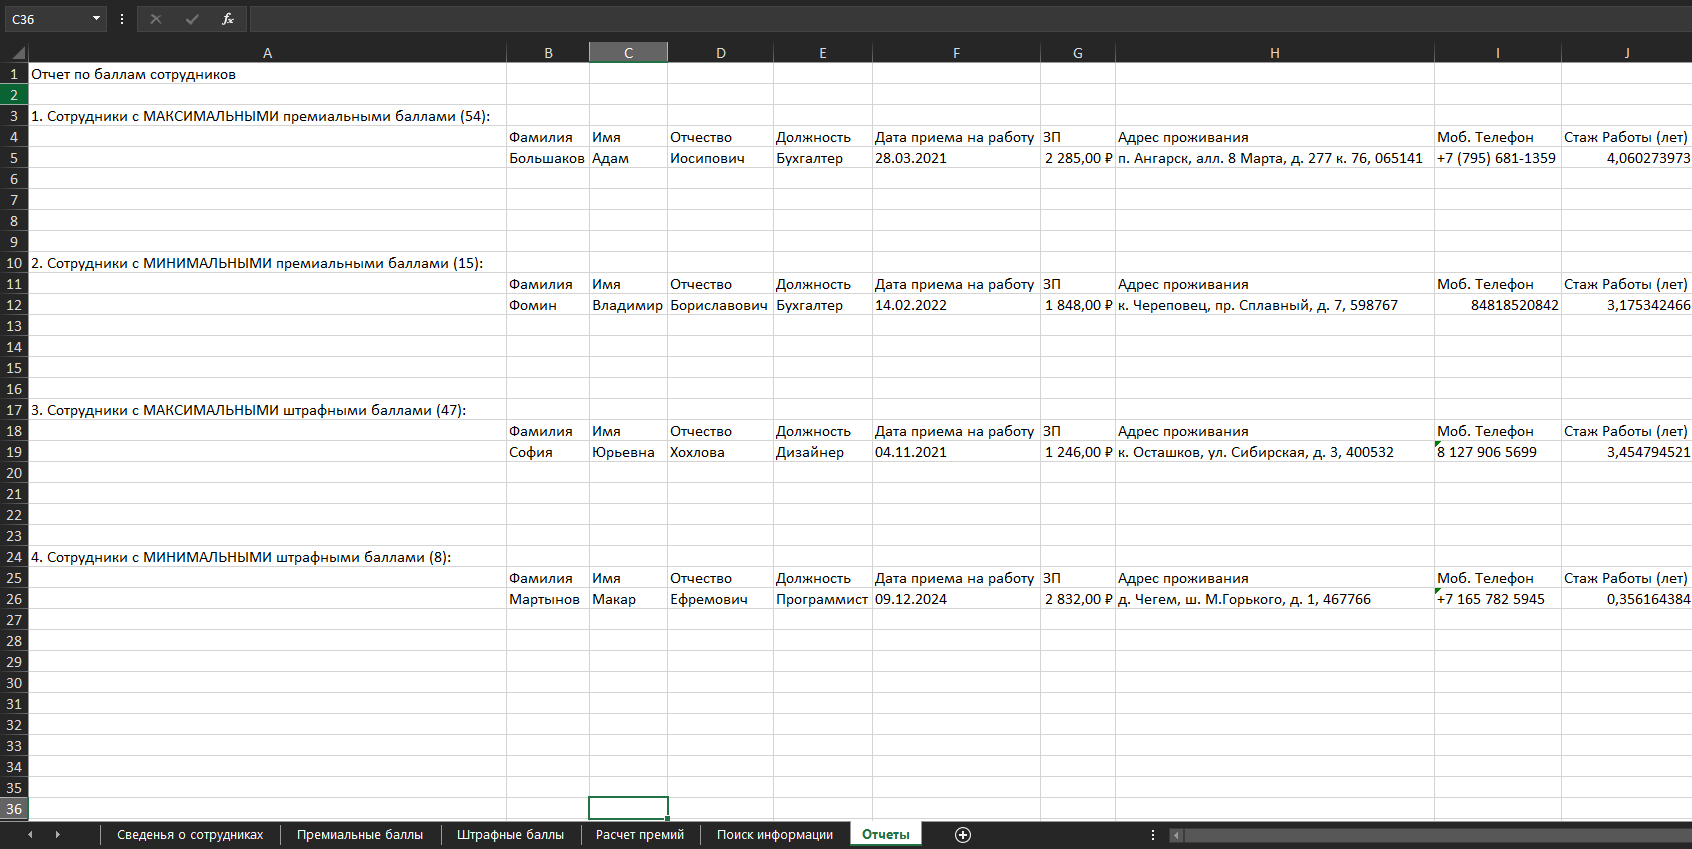 C36
fx
A B C D E F G H I J
1 Отчет по баллам сотрудников
2
3 1. Сотрудники с МАКСИМАЛЬНЫМИ премиальными баллами (54):
4 Фамилия Имя Отчество Должность Дата приема на работу ЗП Адрес проживания Моб. Телефон Стаж Работы (лет)
5 Большаков Адам Иосипович Бухгалтер 28.03.2021 2 285,00 ₽ п. Ангарск, алл. 8 Марта, д. 277 к. 76, 065141 +7 (795) 681-1359 4,060273973
6
7
8
9
10 2. Сотрудники с МИНИМАЛЬНЫМИ премиальными баллами (15):
11 Фамилия Имя Отчество Должность Дата приема на работу ЗП Адрес проживания Моб. Телефон Стаж Работы (лет)
12 Фомин Владимир Бориславович Бухгалтер 14.02.2022 1 848,00 ₽ к. Череповец, пр. Сплавный, д. 7, 598767 84818520842 3,175342466
13
14
15
16
17 3. Сотрудники с МАКСИМАЛЬНЫМИ штрафными баллами (47):
18 Фамилия Имя Отчество Должность Дата приема на работу ЗП Адрес проживания Моб. Телефон Стаж Работы (лет)
19 София Юрьевна Хохлова Дизайнер 04.11.2021 1 246,00 ₽ к. Осташков, ул. Сибирская, д. 3, 400532 8 127 906 5699 3,454794521
20
21
22
23
24 4. Сотрудники с МИНИМАЛЬНЫМИ штрафными баллами (8):
25 Фамилия Имя Отчество Должность Дата приема на работу ЗП Адрес проживания Моб. Телефон Стаж Работы (лет)
26 Мартынов Макар Ефремович Программист 09.12.2024 2 832,00 ₽ д. Чегем, ш. М.Горького, д. 1, 467766 +7 165 782 5945 0,356164384
27
28
29
30
31
32
33
34
35
36
Сведенья о сотрудниках Премиальные баллы Штрафные баллы Расчет премий Поиск информации Отчеты